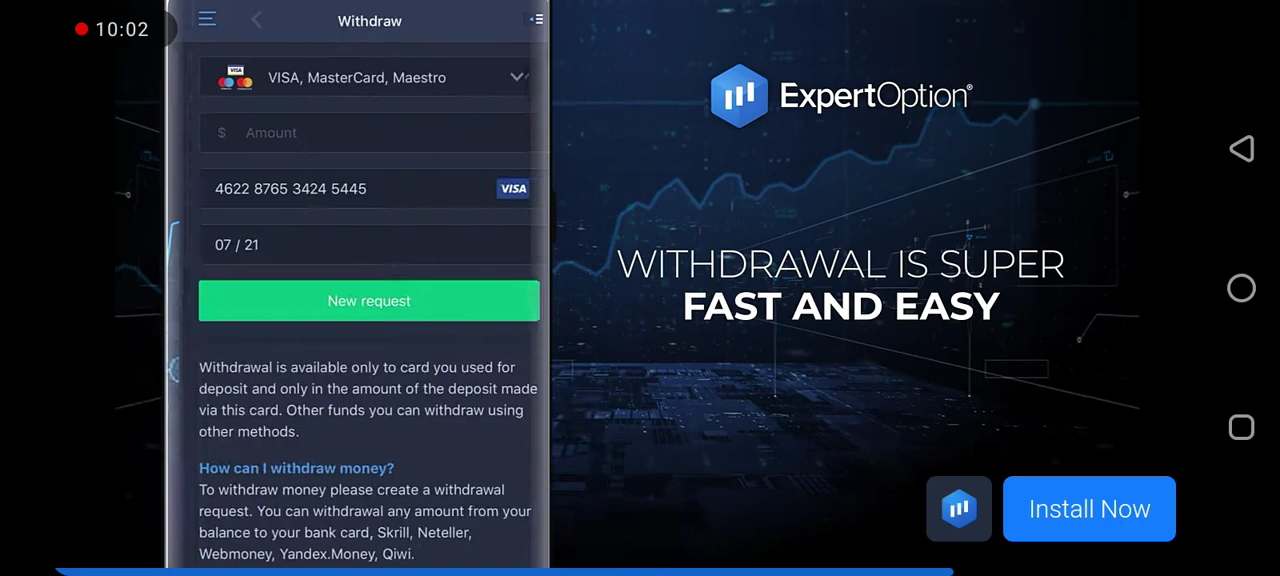 10:02
Withdraw
VISA
VISA, MasterCard, Maestro
$ Amount
4622 8765 3424 5445 VISA
07 / 21
New request
Withdrawal is available only to card you used for
deposit and only in the amount of the deposit made
via this card. Other funds you can withdraw using
other methods.
How can I withdraw money?
To withdraw money please create a withdrawal
request. You can withdrawal any amount from your
balance to your bank card, Skrill, Neteller,
Webmoney, Yandex.Money, Qiwi.
ExpertOption®
WITHDRAWAL IS SUPER
FAST AND EASY
Install Now